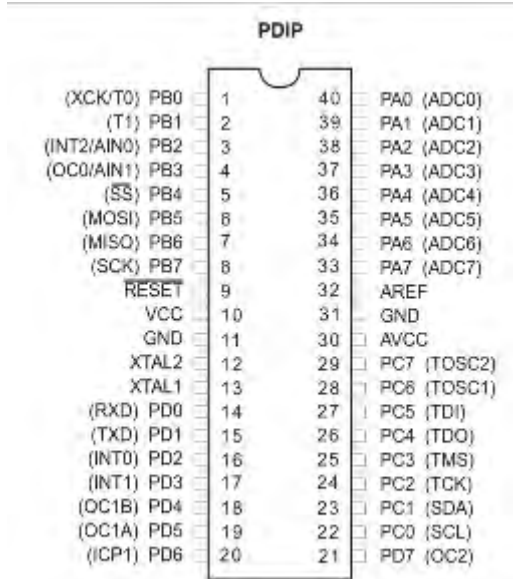 PDIP
(XCK/T0) PB0 1 40 PA0 (ADC0)
(T1) PB1 2 39 PA1 (ADC1)
(INT2/AIN0) PB2 3 38 PA2 (ADC2)
(OC0/AIN1) PB3 4 37 PA3 (ADC3)
(SS) PB4 5 36 PA4 (ADC4)
(MOSI) PB5 6 35 PA5 (ADC5)
(MISO) PB6 7 34 PA6 (ADC6)
(SCK) PB7 8 33 PA7 (ADC7)
RESET 9 32 AREF
VCC 10 31 GND
GND 11 30 AVCC
XTAL2 12 29 PC7 (TOSC2)
XTAL1 13 28 PC6 (TOSC1)
(RXD) PD0 14 27 PC5 (TDI)
(TXD) PD1 15 26 PC4 (TDO)
(INT0) PD2 16 25 PC3 (TMS)
(INT1) PD3 17 24 PC2 (TCK)
(OC1B) PD4 18 23 PC1 (SDA)
(OC1A) PD5 19 22 PC0 (SCL)
(ICP1) PD6 20 21 PD7 (OC2)